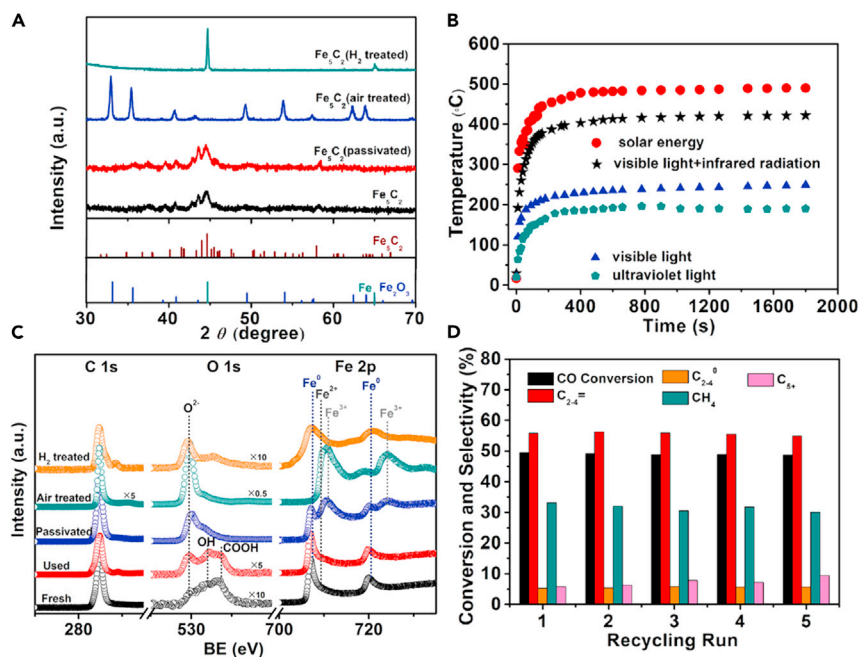 A
Fe5C2(H2 treated)
Fe5C2(air treated)
Fe5C2(passivated)
Fe5C2
Fe5C2
Fe Fe2O3
Intensity (a.u.)
30 40 50 60 70
2 θ (degree)
B
600
500
400
300
200
100
0
Temperature (°C)
solar energy
visible light+infrared radiation
visible light
ultraviolet light
0 400 800 1200 1600 2000
Time (s)
C
C 1s O 1s Fe 2p
Fe0 Fe2+ Fe0
Fe3+ Fe3+
O2-
H2 treated ×10
Air treated ×5 ×0.5
Passivated
OH COOH
Used ×5
Fresh ×10
Intensity (a.u.)
280 530 700 720
BE (eV)
D
80
70
60
50
40
30
20
10
0
Conversion and Selectivity (%)
CO Conversion C2-4^0 C5+
C2-4= CH4
1 2 3 4 5
Recycling Run